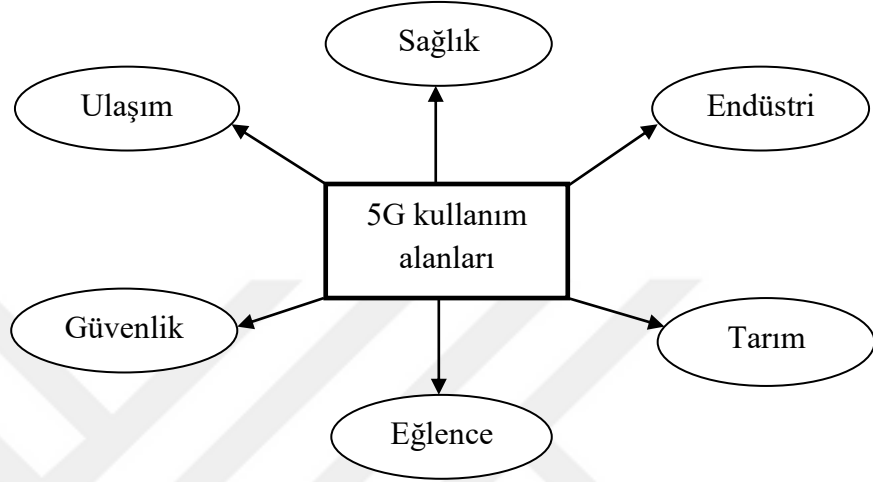 Sağlık
Ulaşım
Endüstri
5G kullanım
alanları
Güvenlik
Tarım
Eğlence